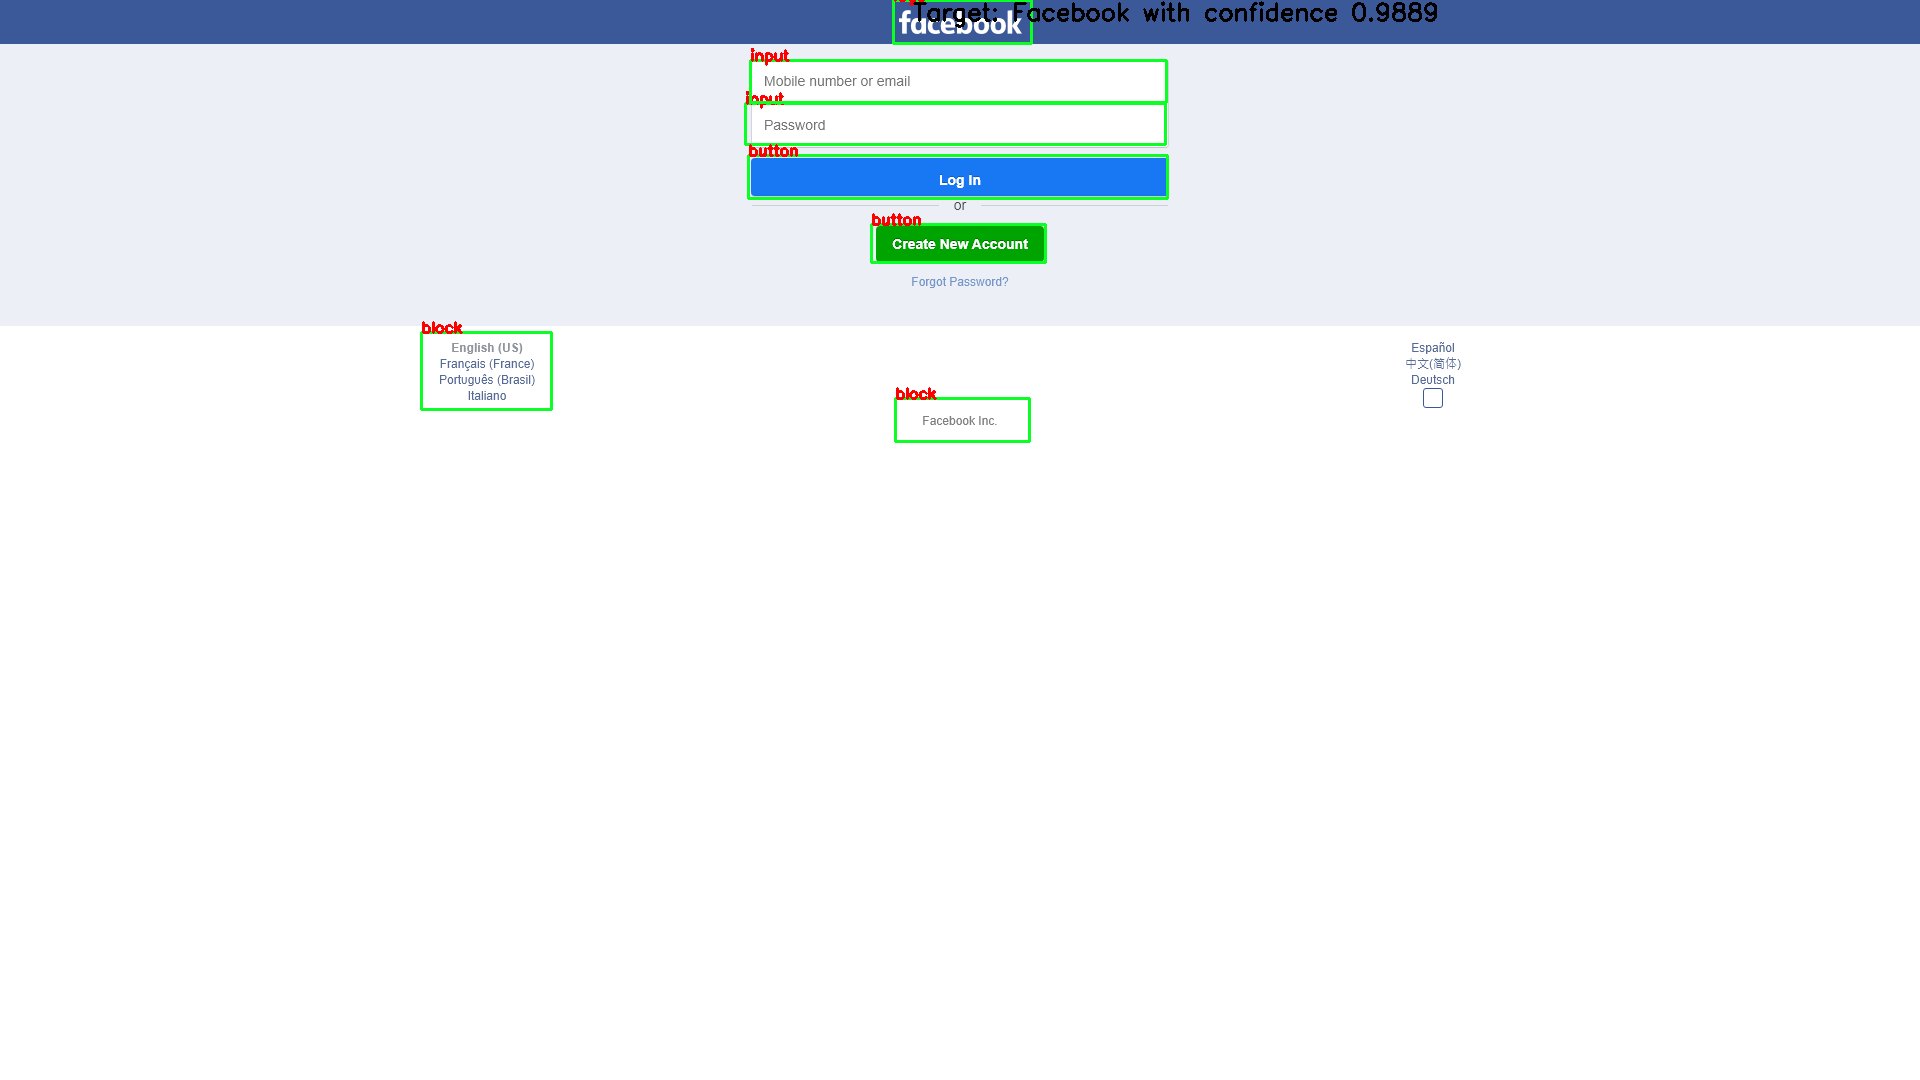 Target: Facebook with confidence 0.9889
facebook
input
Mobile number or email
input
Password
button
Log In
or
button
Create New Account
Forgot Password?
block
English (US)
Français (France)
Português (Brasil)
Italiano
Español
中文(简体)
Deutsch
block
Facebook Inc.